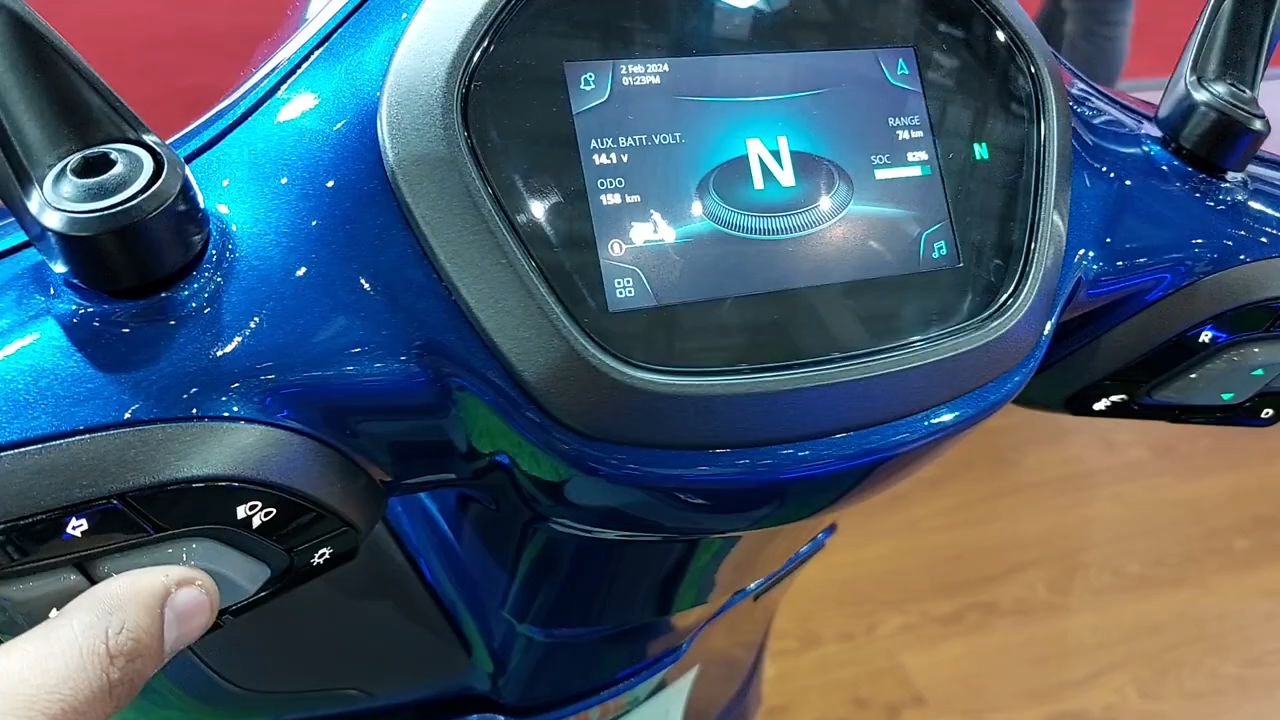 2 Feb 2024
01:23PM
AUX. BATT. VOLT.
14.1 V
ODO
158 km
N
RANGE
74 km
SOC 82%
N
R
D